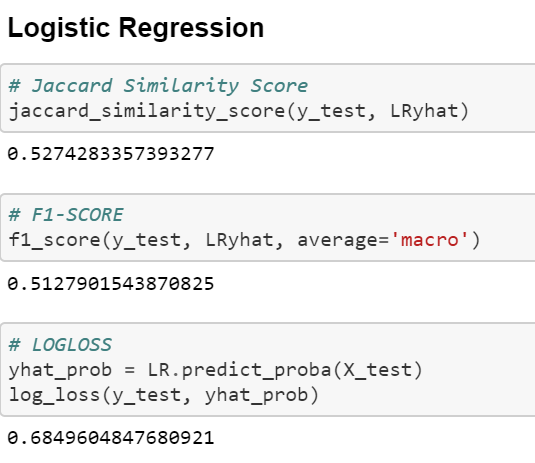 Logistic Regression
# Jaccard Similarity Score
jaccard_similarity_score(y_test, LRyhat)
0.5274283357393277
# F1-SCORE
f1_score(y_test, LRyhat, average='macro')
0.5127901543870825
# LOGLOSS
yhat_prob = LR.predict_proba(X_test)
log_loss(y_test, yhat_prob)
0.6849604847680921